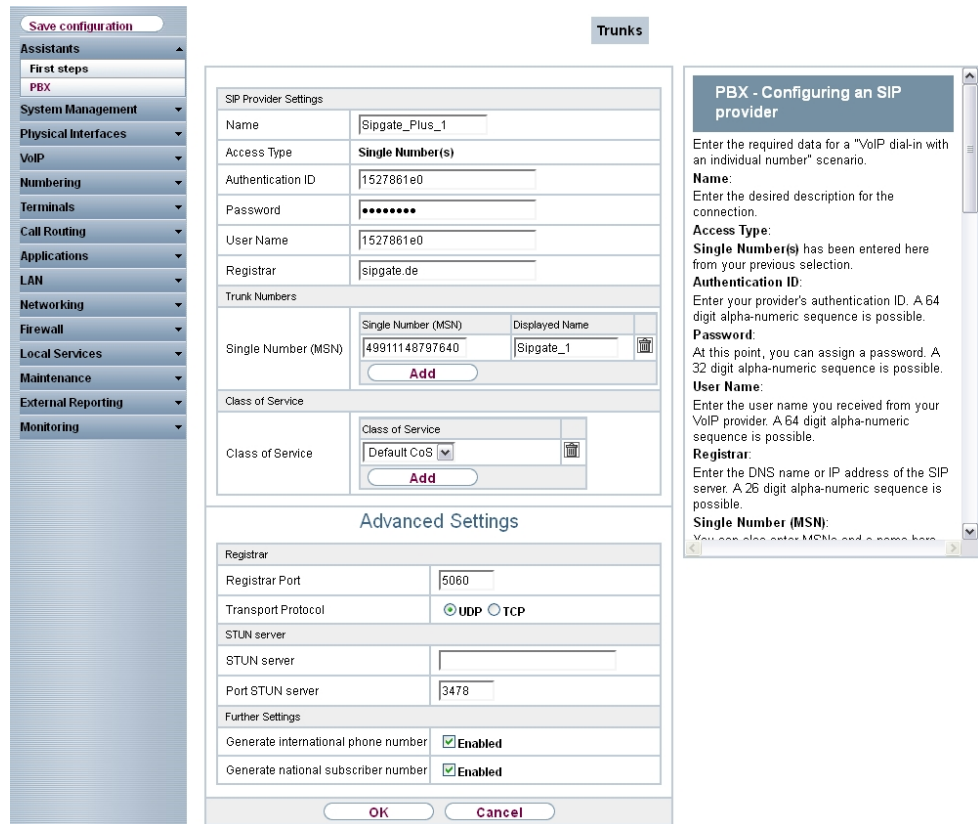 Save configuration
Assistants
First steps
PBX
System Management
Physical Interfaces
VoIP
Numbering
Terminals
Call Routing
Applications
LAN
Networking
Firewall
Local Services
Maintenance
External Reporting
Monitoring
Trunks
SIP Provider Settings
Name Sipgate_Plus_1
Access Type Single Number(s)
Authentication ID 1527861e0
Password ●●●●●●●●
User Name 1527861e0
Registrar sipgate.de
Trunk Numbers
Single Number (MSN) Displayed Name
Single Number (MSN) 49911148797640 Sipgate_1
Add
Class of Service
Class of Service
Class of Service Default CoS
Add
Advanced Settings
Registrar
Registrar Port 5060
Transport Protocol UDP TCP
STUN server
STUN server
Port STUN server 3478
Further Settings
Generate international phone number Enabled
Generate national subscriber number Enabled
OK Cancel
PBX - Configuring an SIP
provider
Enter the required data for a "VoIP dial-in with
an individual number" scenario.
Name:
Enter the desired description for the
connection.
Access Type:
Single Number(s) has been entered here
from your previous selection.
Authentication ID:
Enter your provider's authentication ID. A 64
digit alpha-numeric sequence is possible.
Password:
At this point, you can assign a password. A
32 digit alpha-numeric sequence is possible.
User Name:
Enter the user name you received from your
VoIP provider. A 64 digit alpha-numeric
sequence is possible.
Registrar:
Enter the DNS name or IP address of the SIP
server. A 26 digit alpha-numeric sequence is
possible.
Single Number (MSN):
You can also enter MSNs and a name here